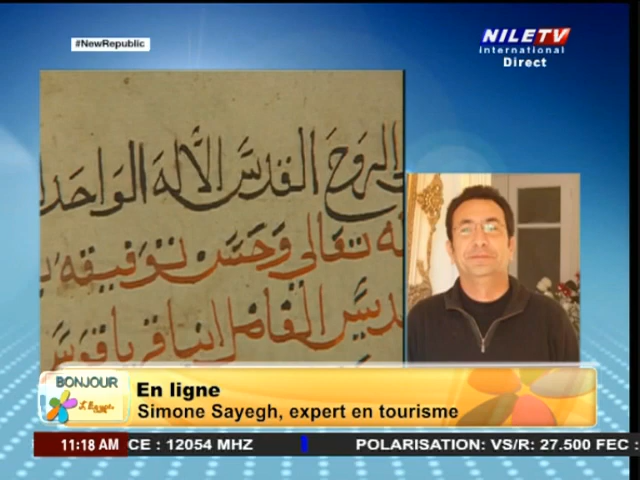 #NewRepublic
NILE TV
International
Direct
الروح القدس الاله الواحد
تعالى وحسن توفيقه
BONJOUR
L'Egypte
En ligne
Simone Sayegh, expert en tourisme
11:18 AM CE : 12054 MHZ POLARISATION: VS/R: 27.500 FEC :